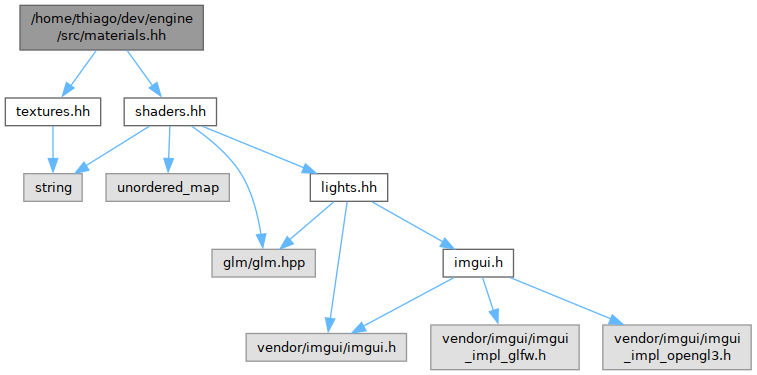 /home/thiago/dev/engine
/src/materials.hh
textures.hh
shaders.hh
string
unordered_map
lights.hh
glm/glm.hpp
imgui.h
vendor/imgui/imgui.h
vendor/imgui/imgui
_impl_glfw.h
vendor/imgui/imgui
_impl_opengl3.h